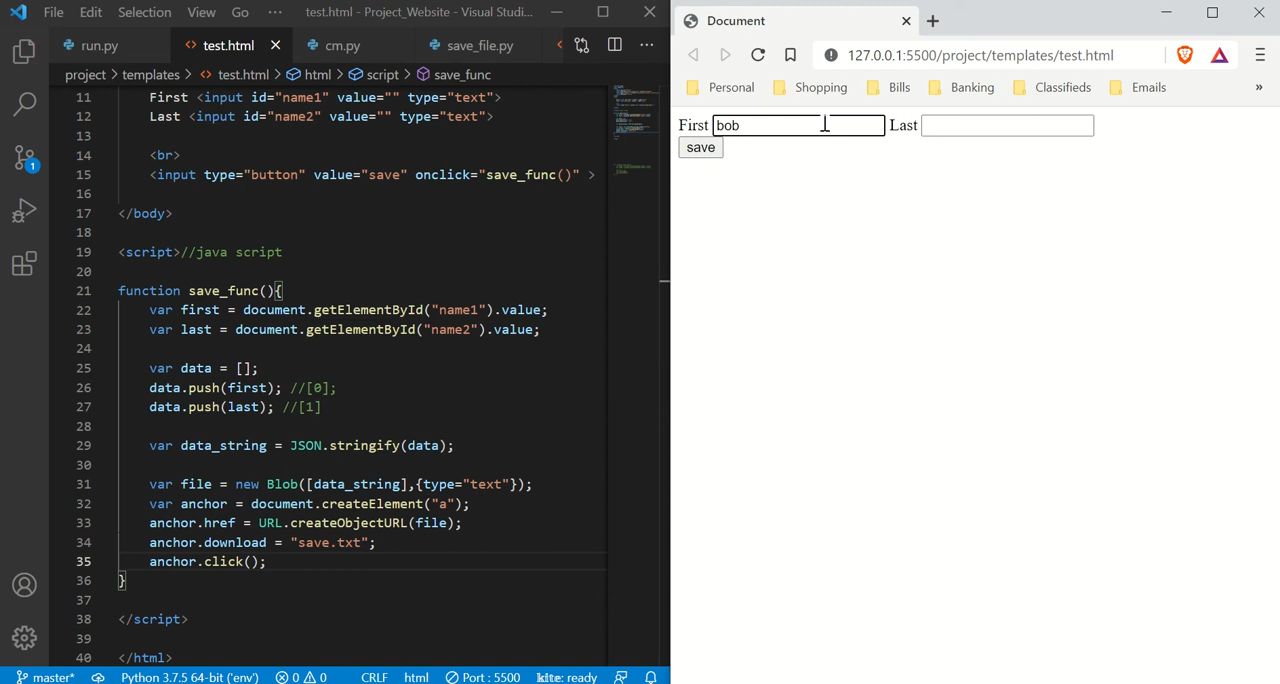 File Edit Selection View Go ··· test.html - Project_Website - Visual Studi...
run.py <> test.html cm.py save_file.py < ···
project > templates > <> test.html > html > script > save_func
11 First <input id="name1" value="" type="text">
12 Last <input id="name2" value="" type="text">
13
14 <br>
15 <input type="button" value="save" onclick="save_func()" >
16
17 </body>
18
19 <script>//java script
20
21 function save_func(){
22 var first = document.getElementById("name1").value;
23 var last = document.getElementById("name2").value;
24
25 var data = [];
26 data.push(first); //[0];
27 data.push(last); //[1]
28
29 var data_string = JSON.stringify(data);
30
31 var file = new Blob([data_string],{type="text"});
32 var anchor = document.createElement("a");
33 anchor.href = URL.createObjectURL(file);
34 anchor.download = "save.txt";
35 anchor.click();
36 }
37
38 </script>
39
40 </html>
1
master* Python 3.7.5 64-bit ('env') 0 0 CRLF html Port : 5500 kite: ready
Document
127.0.0.1:5500/project/templates/test.html
Personal Shopping Bills Banking Classifieds Emails »
First bob Last
save